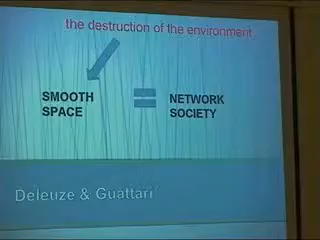 the destruction of the environment
SMOOTH
SPACE
=
NETWORK
SOCIETY
Deleuze & Guattari